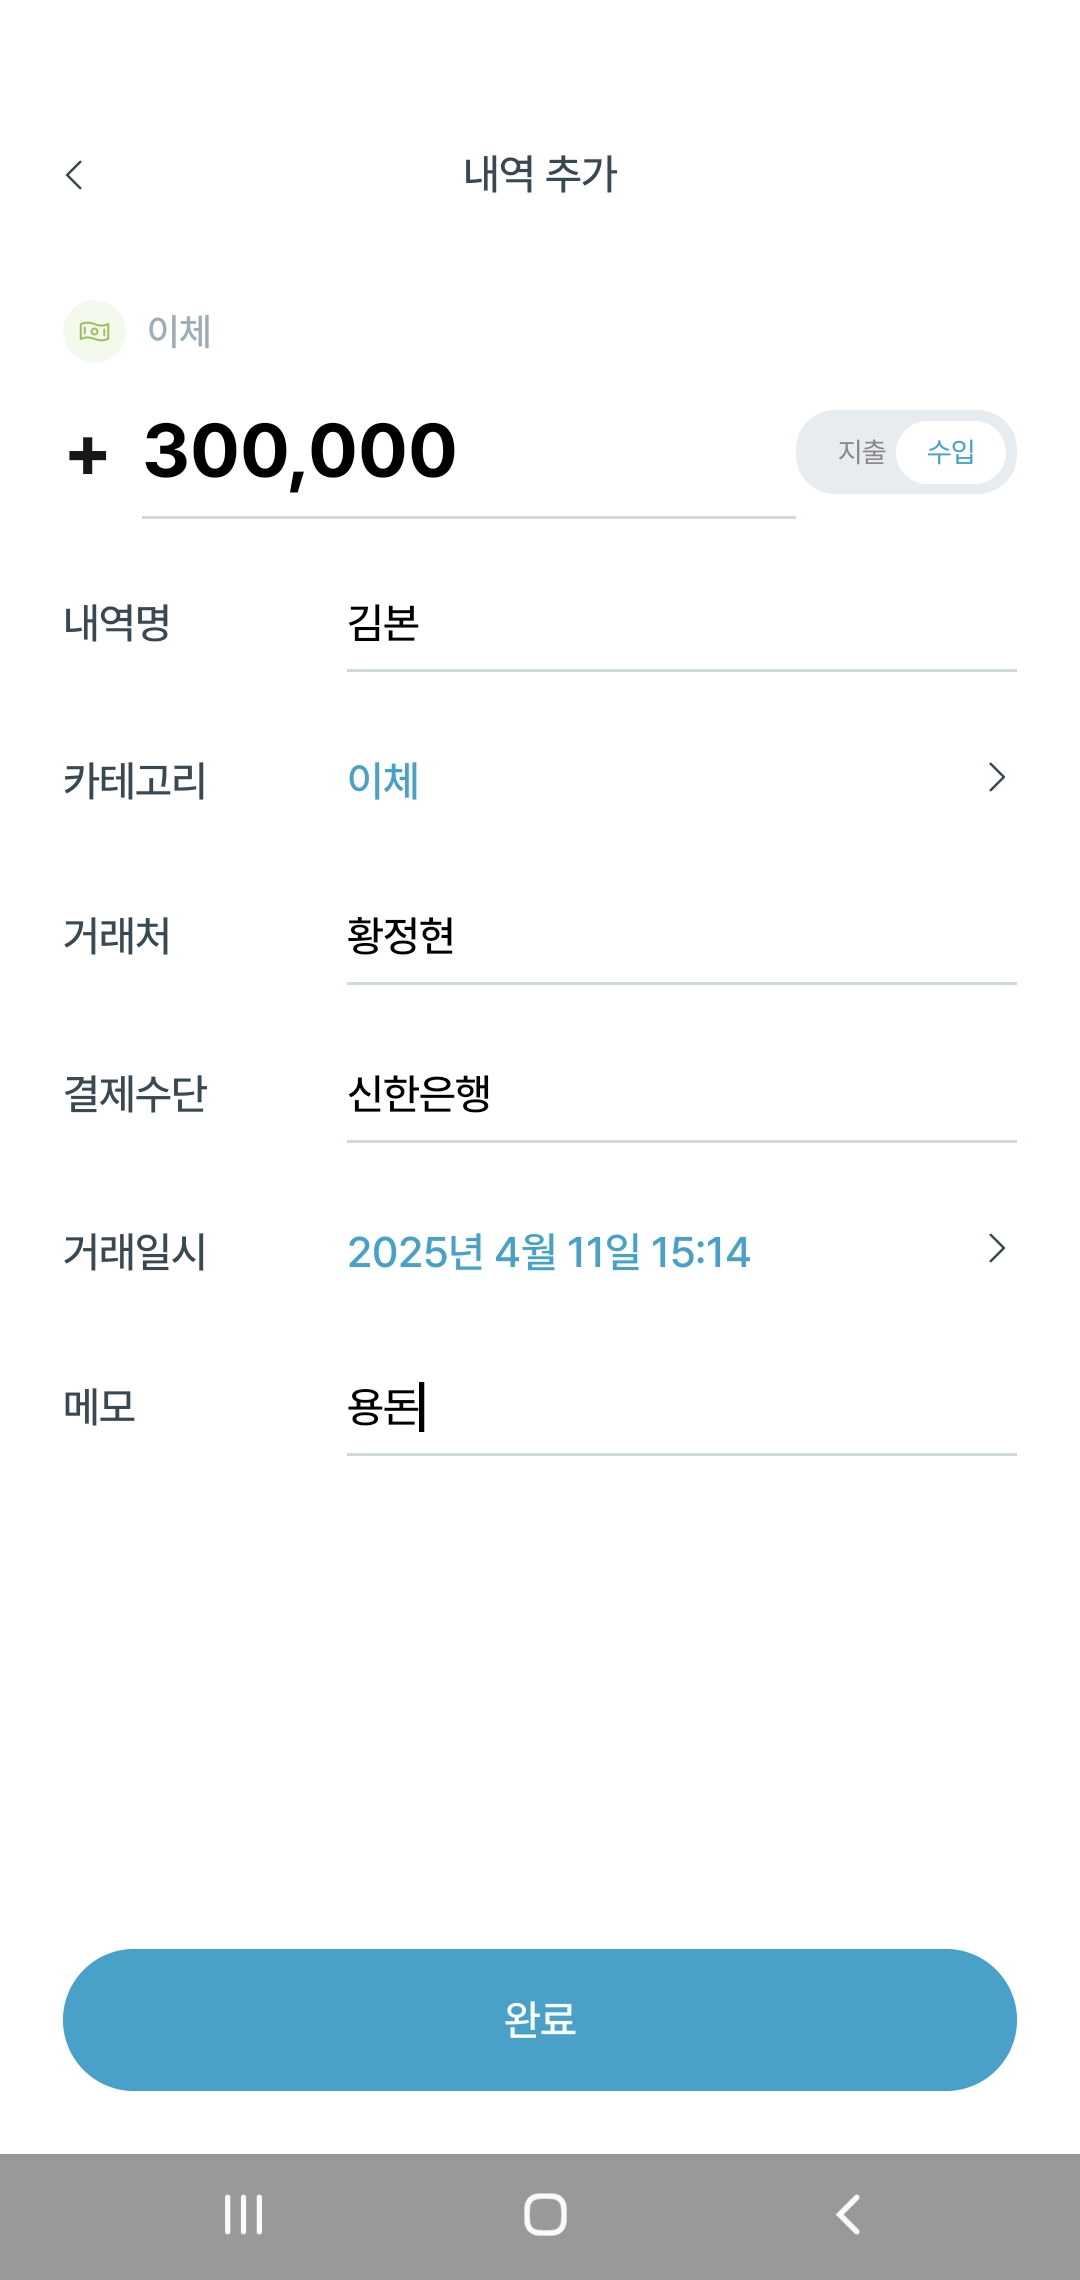 내역 추가
이체
+ 300,000 지출 수입
내역명 김본
카테고리 이체
거래처 황정현
결제수단 신한은행
거래일시 2025년 4월 11일 15:14
메모 용돈
완료